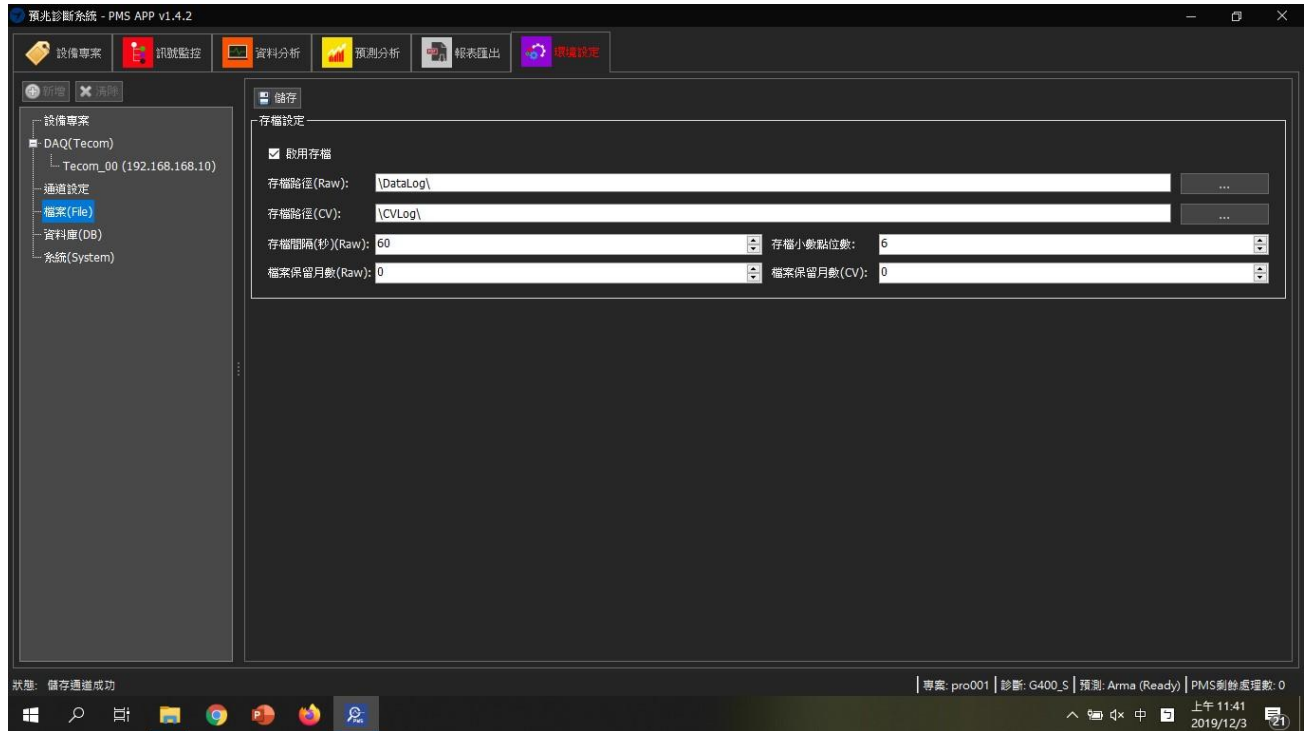 預兆診斷系統 - PMS APP v1.4.2
設備專案 訊號監控 資料分析 預測分析 報表匯出 環境設定
新增 清除
儲存
設備專案
DAQ(Tecom)
Tecom_00 (192.168.168.10)
通道設定
檔案(File)
資料庫(DB)
系統(System)
存檔設定
啟用存檔
存檔路徑(Raw): \DataLog\ ...
存檔路徑(CV): \CVLog\ ...
存檔間隔(秒)(Raw): 60 存檔小數點位數: 6
檔案保留月數(Raw): 0 檔案保留月數(CV): 0
狀態: 儲存通道成功
專案: pro001 診斷: G400_S 預測: Arma (Ready) PMS剩餘處理數: 0
中 上午 11:41
2019/12/3 21